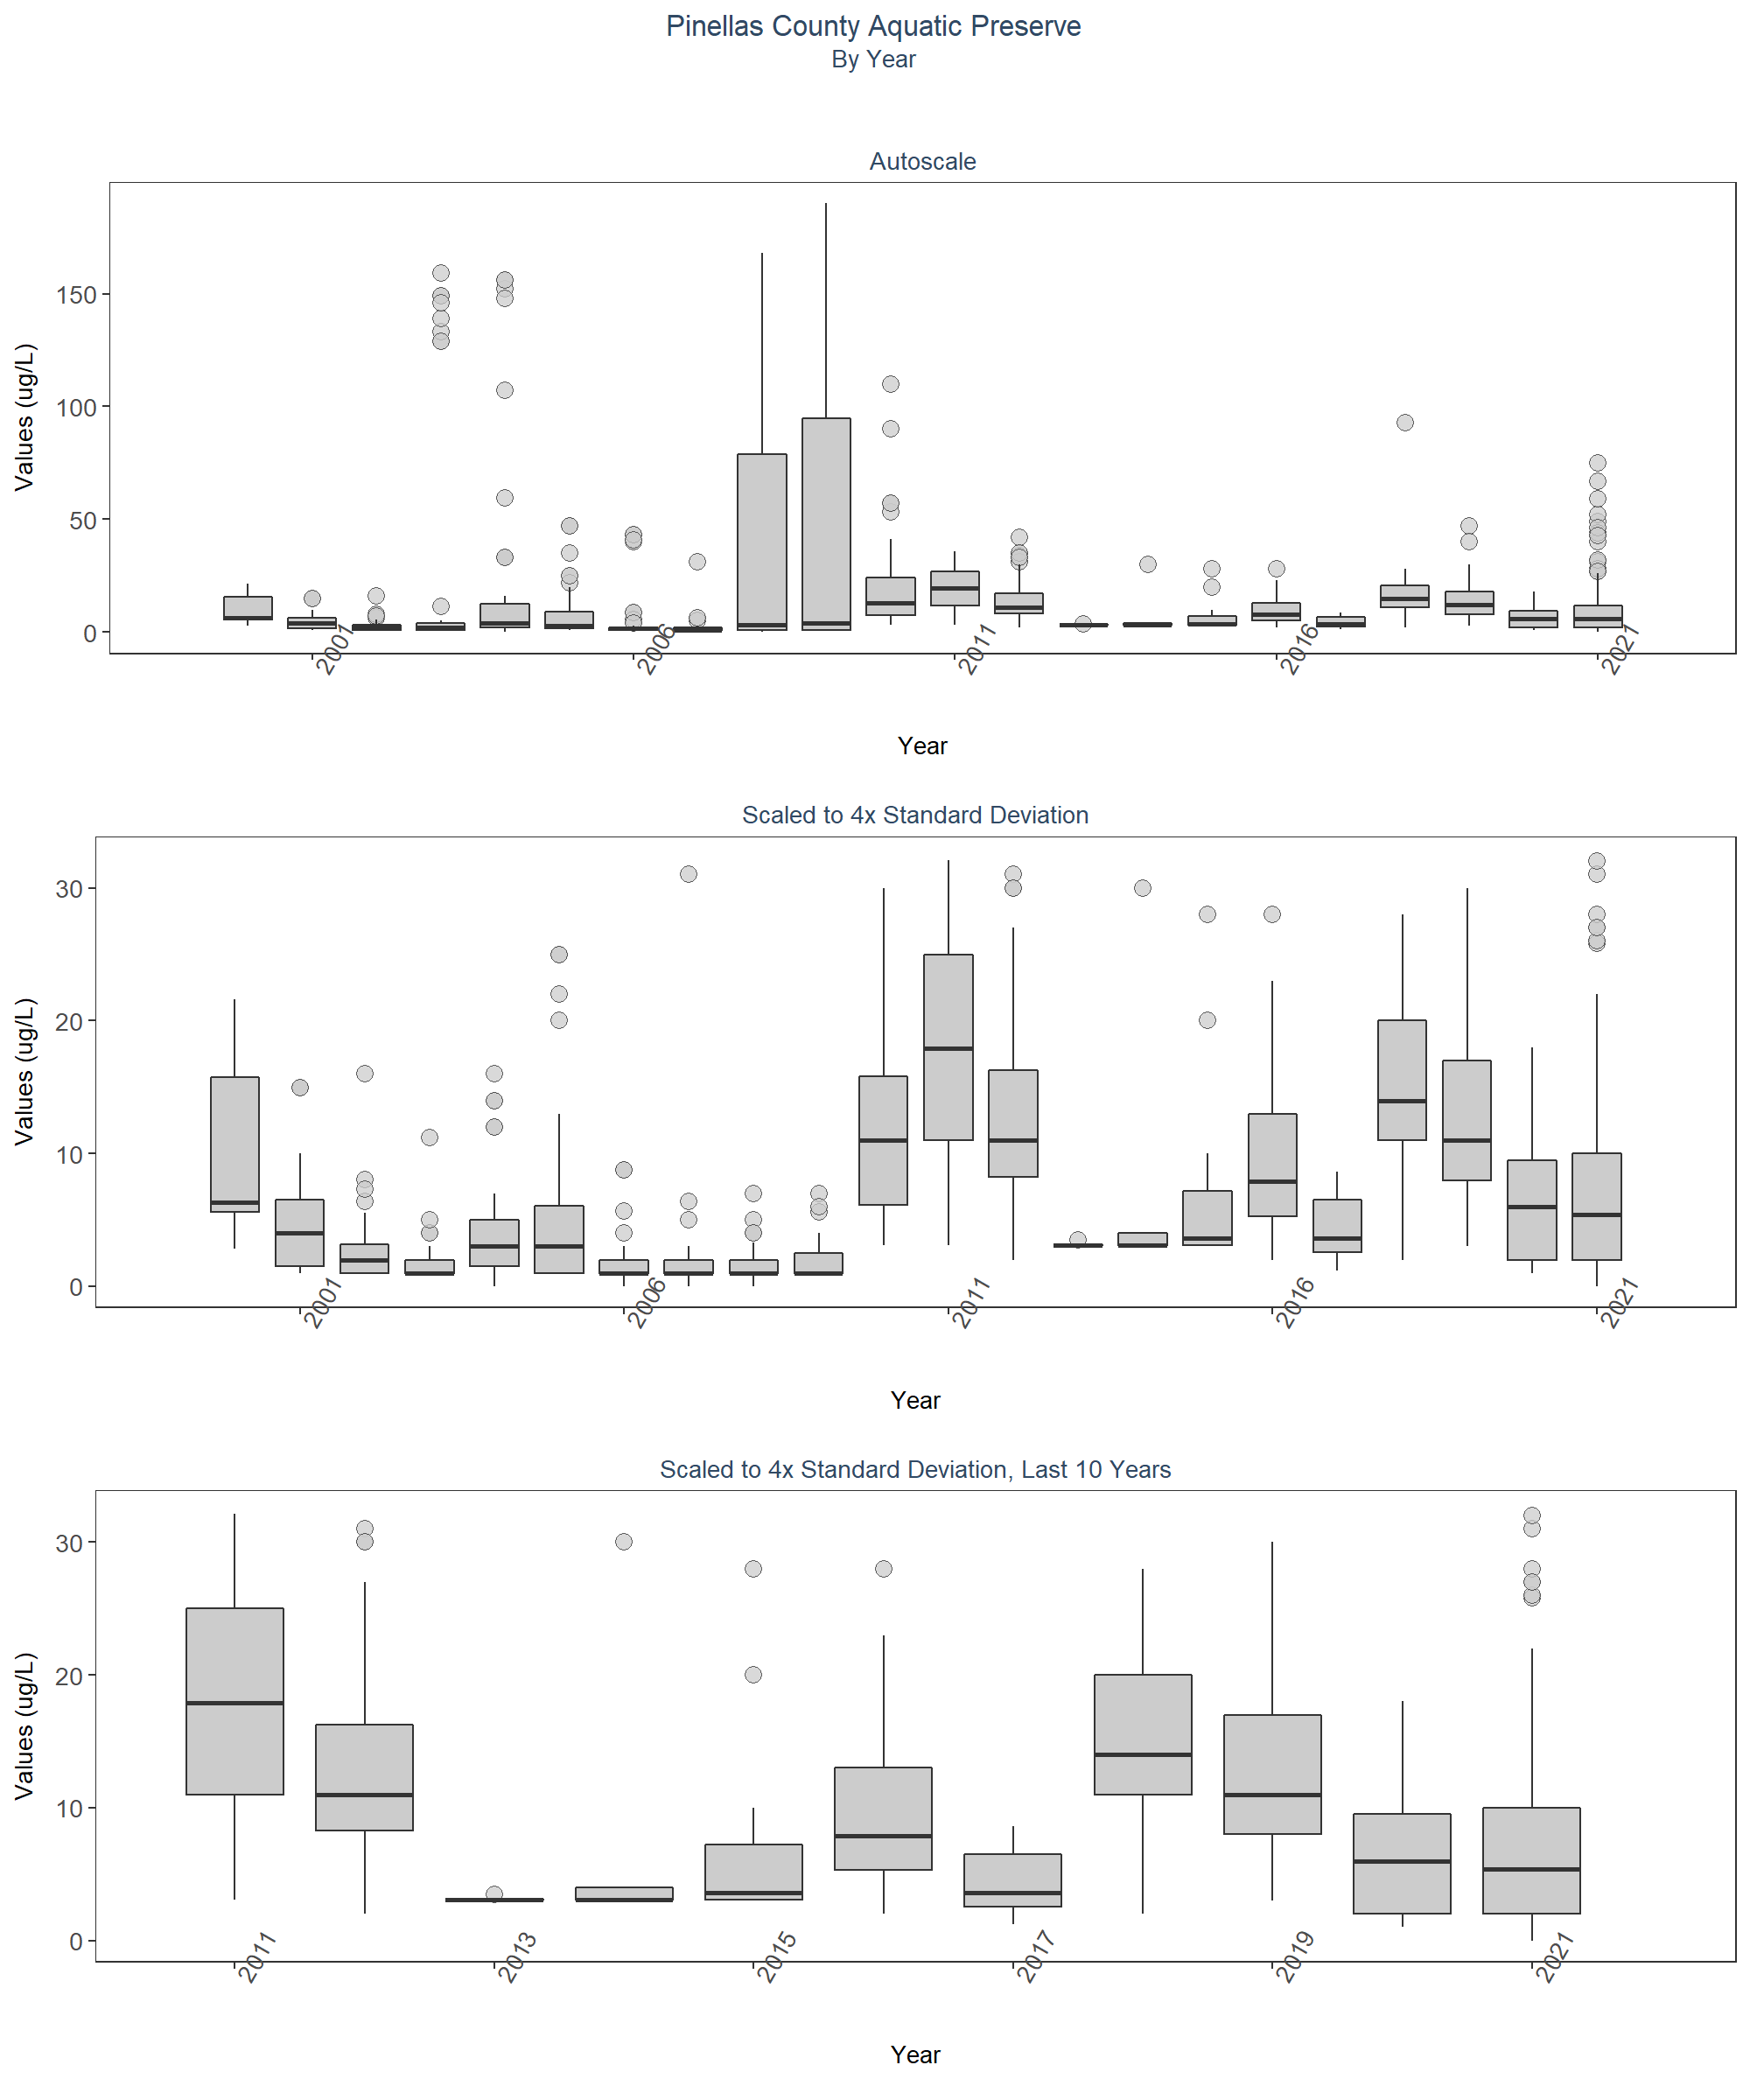 Pinellas County Aquatic Preserve
By Year
Autoscale
Values (ug/L)
150
100
50
0
2001
2006
2011
2016
2021
Year
Scaled to 4x Standard Deviation
Values (ug/L)
30
20
10
0
2001
2006
2011
2016
2021
Year
Scaled to 4x Standard Deviation, Last 10 Years
Values (ug/L)
30
20
10
0
2011
2013
2015
2017
2019
2021
Year